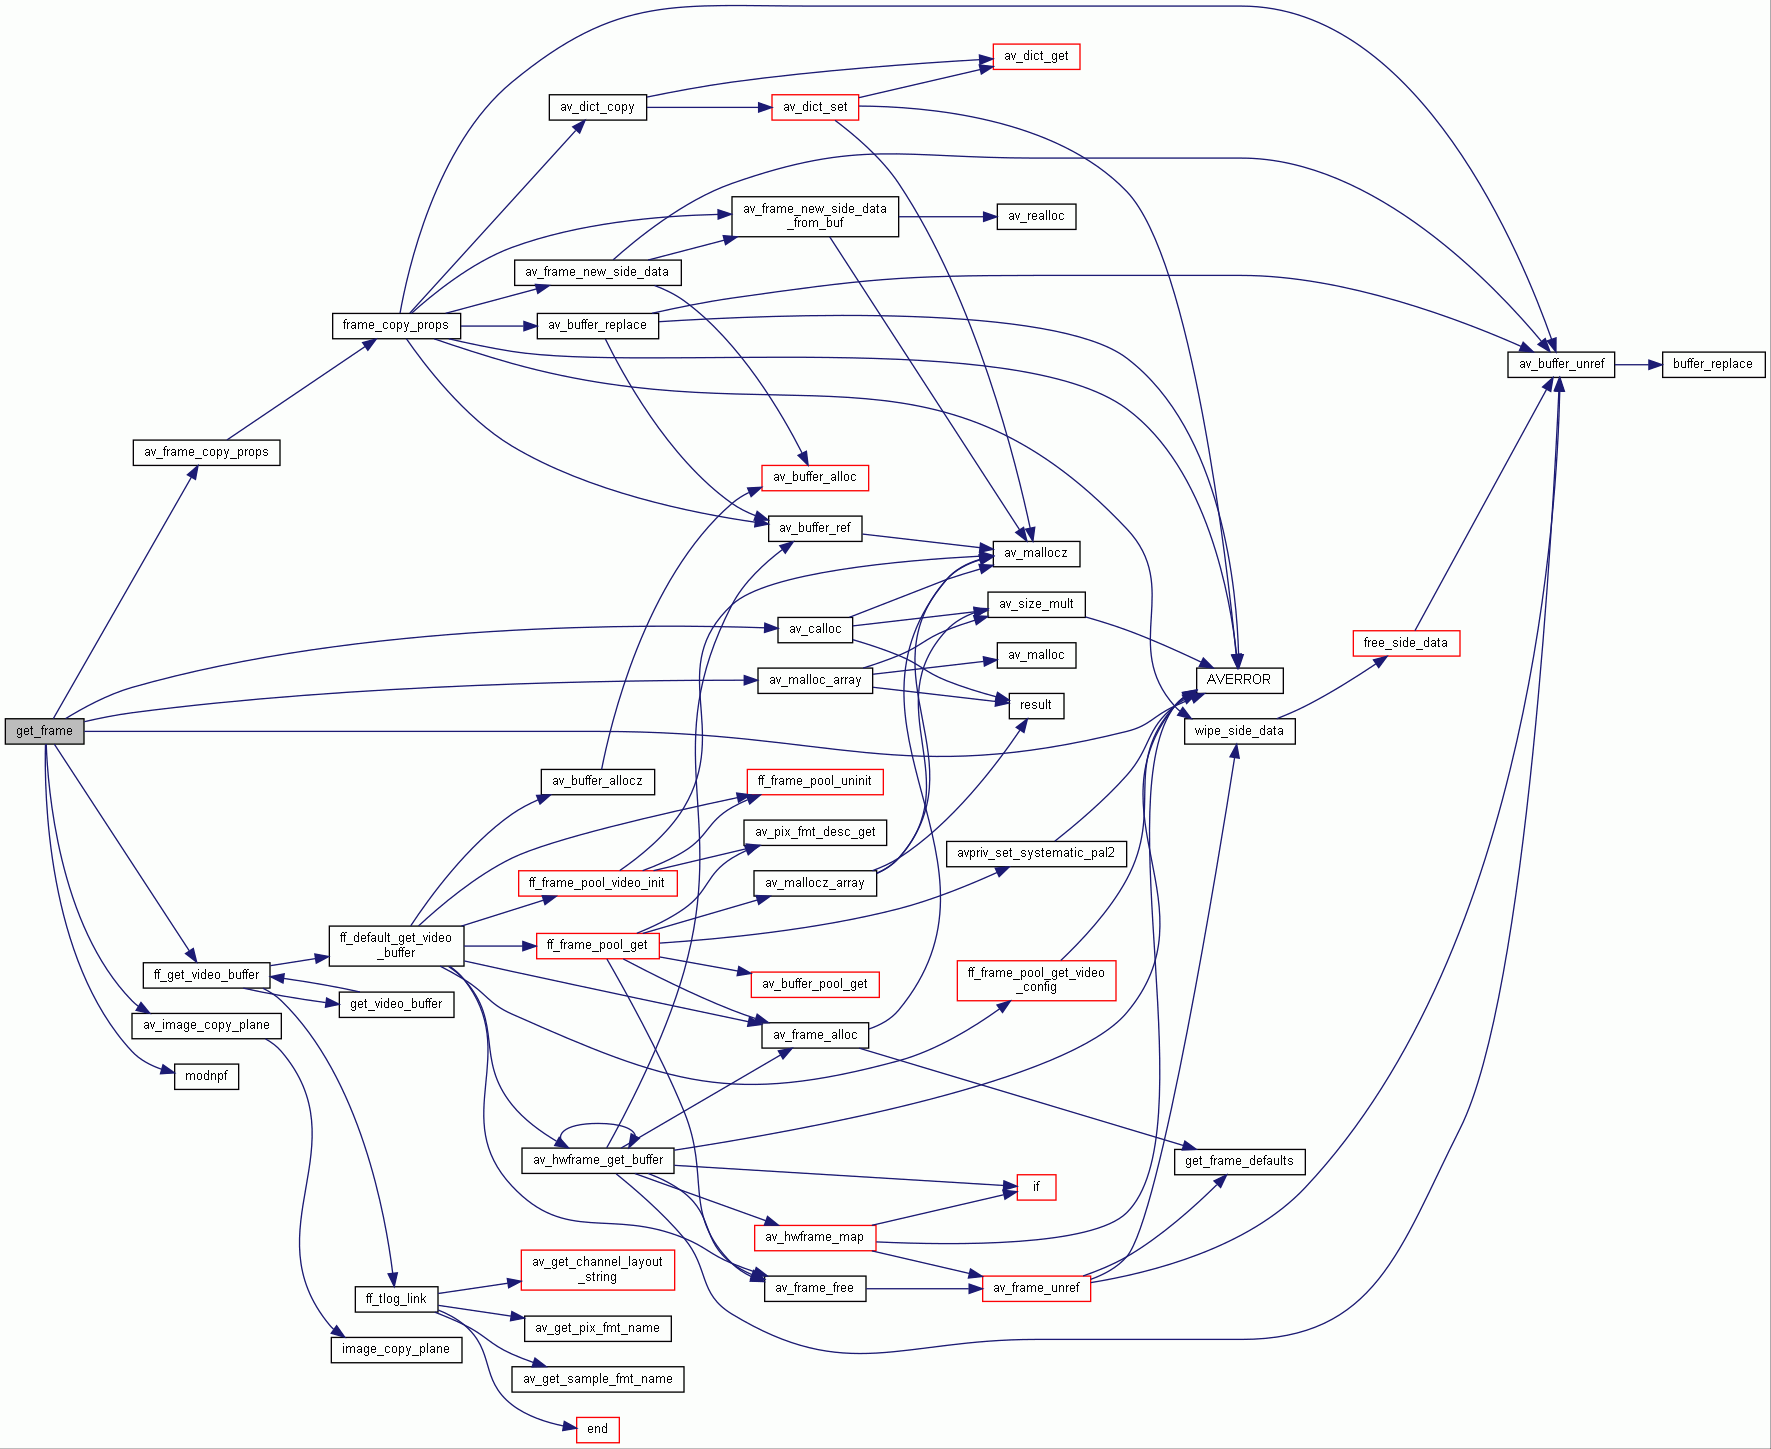 av_dict_get
av_dict_copy
av_dict_set
av_frame_new_side_data
_from_buf
av_realloc
av_frame_new_side_data
frame_copy_props
av_buffer_replace
av_buffer_unref
buffer_replace
av_frame_copy_props
av_buffer_alloc
av_buffer_ref
av_mallocz
av_size_mult
av_calloc
free_side_data
av_malloc
av_malloc_array
AVERROR
result
get_frame
wipe_side_data
av_buffer_allocz
ff_frame_pool_uninit
av_pix_fmt_desc_get
avpriv_set_systematic_pal2
ff_frame_pool_video_init
av_mallocz_array
ff_default_get_video
_buffer
ff_frame_pool_get
ff_get_video_buffer
ff_frame_pool_get_video
_config
av_buffer_pool_get
get_video_buffer
av_image_copy_plane
av_frame_alloc
modnpf
av_hwframe_get_buffer
get_frame_defaults
if
av_hwframe_map
av_get_channel_layout
_string
av_frame_free
av_frame_unref
ff_tlog_link
av_get_pix_fmt_name
image_copy_plane
av_get_sample_fmt_name
end